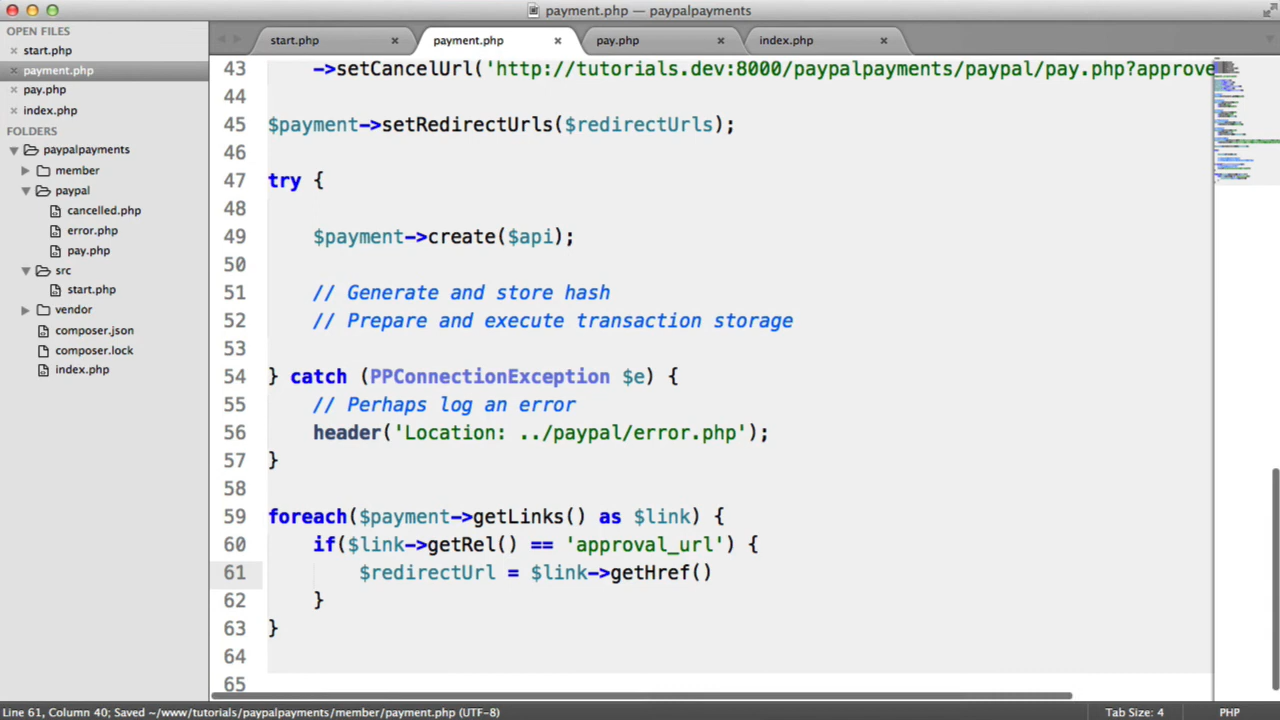 payment.php — paypalpayments
OPEN FILES
start.php
payment.php
pay.php
index.php
FOLDERS
paypalpayments
member
paypal
cancelled.php
error.php
pay.php
src
start.php
vendor
composer.json
composer.lock
index.php
start.php
payment.php
pay.php
index.php
43 ->setCancelUrl('http://tutorials.dev:8000/paypalpayments/paypal/pay.php?approve
44
45 $payment->setRedirectUrls($redirectUrls);
46
47 try {
48
49 $payment->create($api);
50
51 // Generate and store hash
52 // Prepare and execute transaction storage
53
54 } catch (PPConnectionException $e) {
55 // Perhaps log an error
56 header('Location: ../paypal/error.php');
57 }
58
59 foreach($payment->getLinks() as $link) {
60 if($link->getRel() == 'approval_url') {
61 $redirectUrl = $link->getHref()
62 }
63 }
64
65
Line 61, Column 40; Saved ~/www/tutorials/paypalpayments/member/payment.php (UTF-8)
Tab Size: 4
PHP